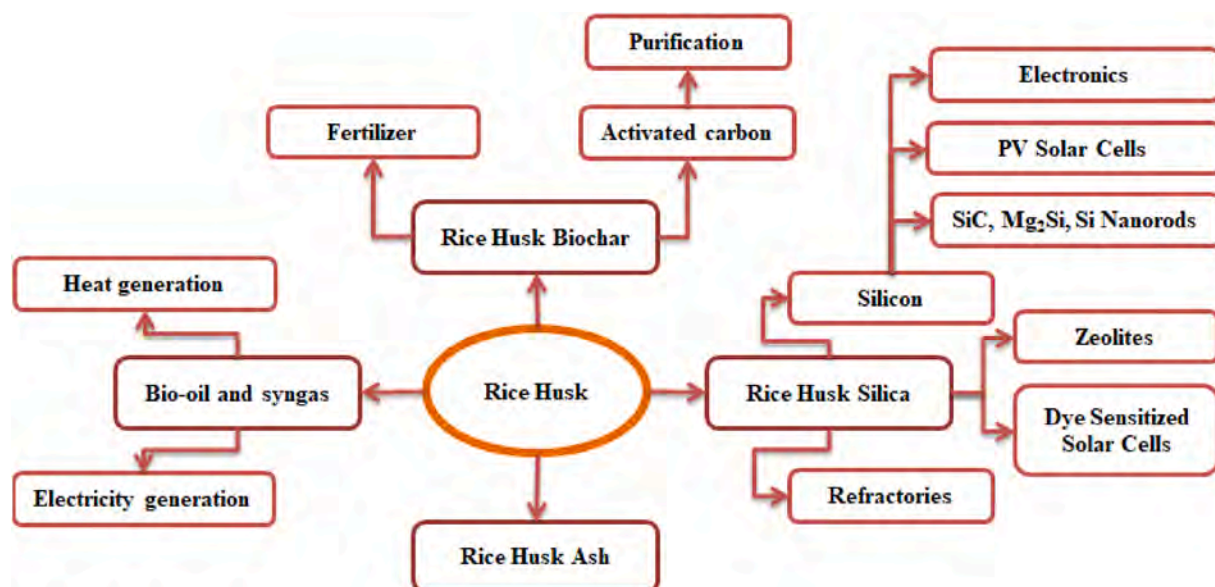 Purification
Electronics
Fertilizer
Activated carbon
PV Solar Cells
Rice Husk Biochar
SiC, Mg₂Si, Si Nanorods
Heat generation
Silicon
Zeolites
Bio-oil and syngas
Rice Husk
Rice Husk Silica
Dye Sensitized
Solar Cells
Electricity generation
Refractories
Rice Husk Ash